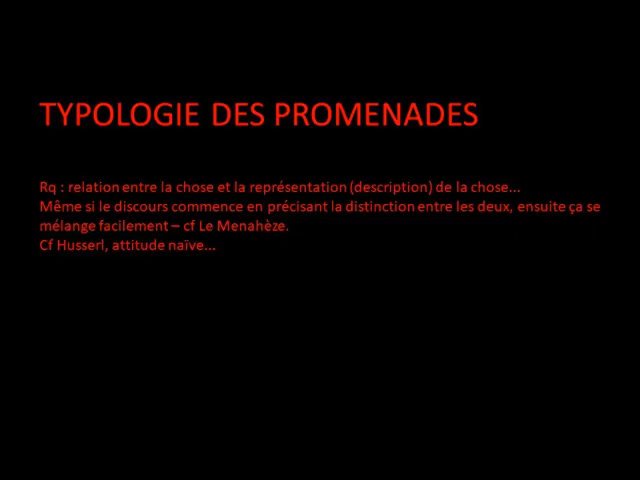 TYPOLOGIE DES PROMENADES
Rq : relation entre la chose et la représentation (description) de la chose...
Même si le discours commence en précisant la distinction entre les deux, ensuite ça se
mélange facilement – cf Le Menahèze.
Cf Husserl, attitude naïve...